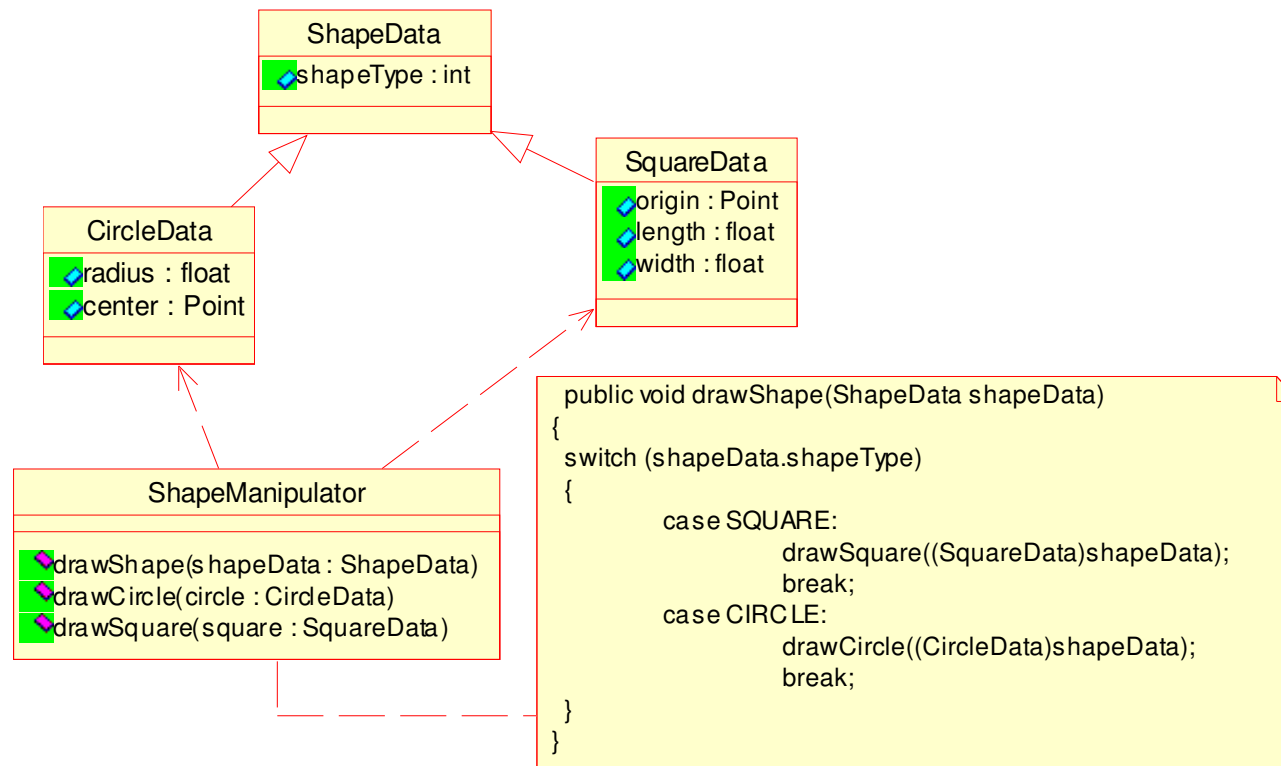 ShapeData
shapeType : int
SquareData
origin : Point
length : float
width : float
CircleData
radius : float
center : Point
ShapeManipulator
drawShape(shapeData : ShapeData)
drawCircle(circle : CircleData)
drawSquare(square : SquareData)
public void drawShape(ShapeData shapeData)
{
switch (shapeData.shapeType)
{
case SQUARE:
drawSquare((SquareData)shapeData);
break;
case CIRCLE:
drawCircle((CircleData)shapeData);
break;
}
}